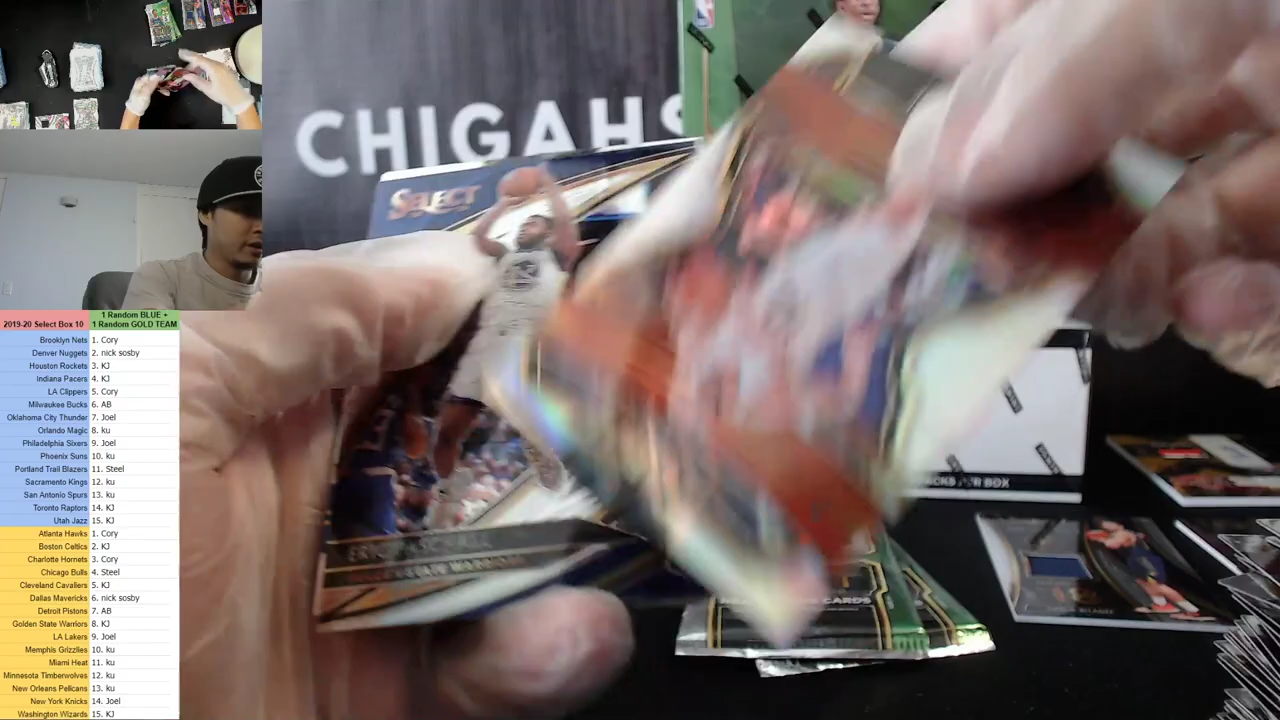 CHIGAHS
SELECT
2019-20 Select Box 10
1 Random BLUE +
1 Random GOLD TEAM
Brooklyn Nets 1. Cory
Denver Nuggets 2. nick sosby
Houston Rockets 3. KJ
Indiana Pacers 4. KJ
LA Clippers 5. Cory
Milwaukee Bucks 6. AB
Oklahoma City Thunder 7. Joel
Orlando Magic 8. ku
Philadelphia Sixers 9. Joel
Phoenix Suns 10. ku
Portland Trail Blazers 11. Steel
Sacramento Kings 12. ku
San Antonio Spurs 13. ku
Toronto Raptors 14. KJ
Utah Jazz 15. KJ
Atlanta Hawks 1. Cory
Boston Celtics 2. KJ
Charlotte Hornets 3. Cory
Chicago Bulls 4. Steel
Cleveland Cavaliers 5. KJ
Dallas Mavericks 6. nick sosby
Detroit Pistons 7. AB
Golden State Warriors 8. KJ
LA Lakers 9. Joel
Memphis Grizzlies 10. ku
Miami Heat 11. ku
Minnesota Timberwolves 12. ku
New Orleans Pelicans 13. ku
New York Knicks 14. Joel
Washington Wizards 15. KJ
ERIC
PER BOX
CARDS